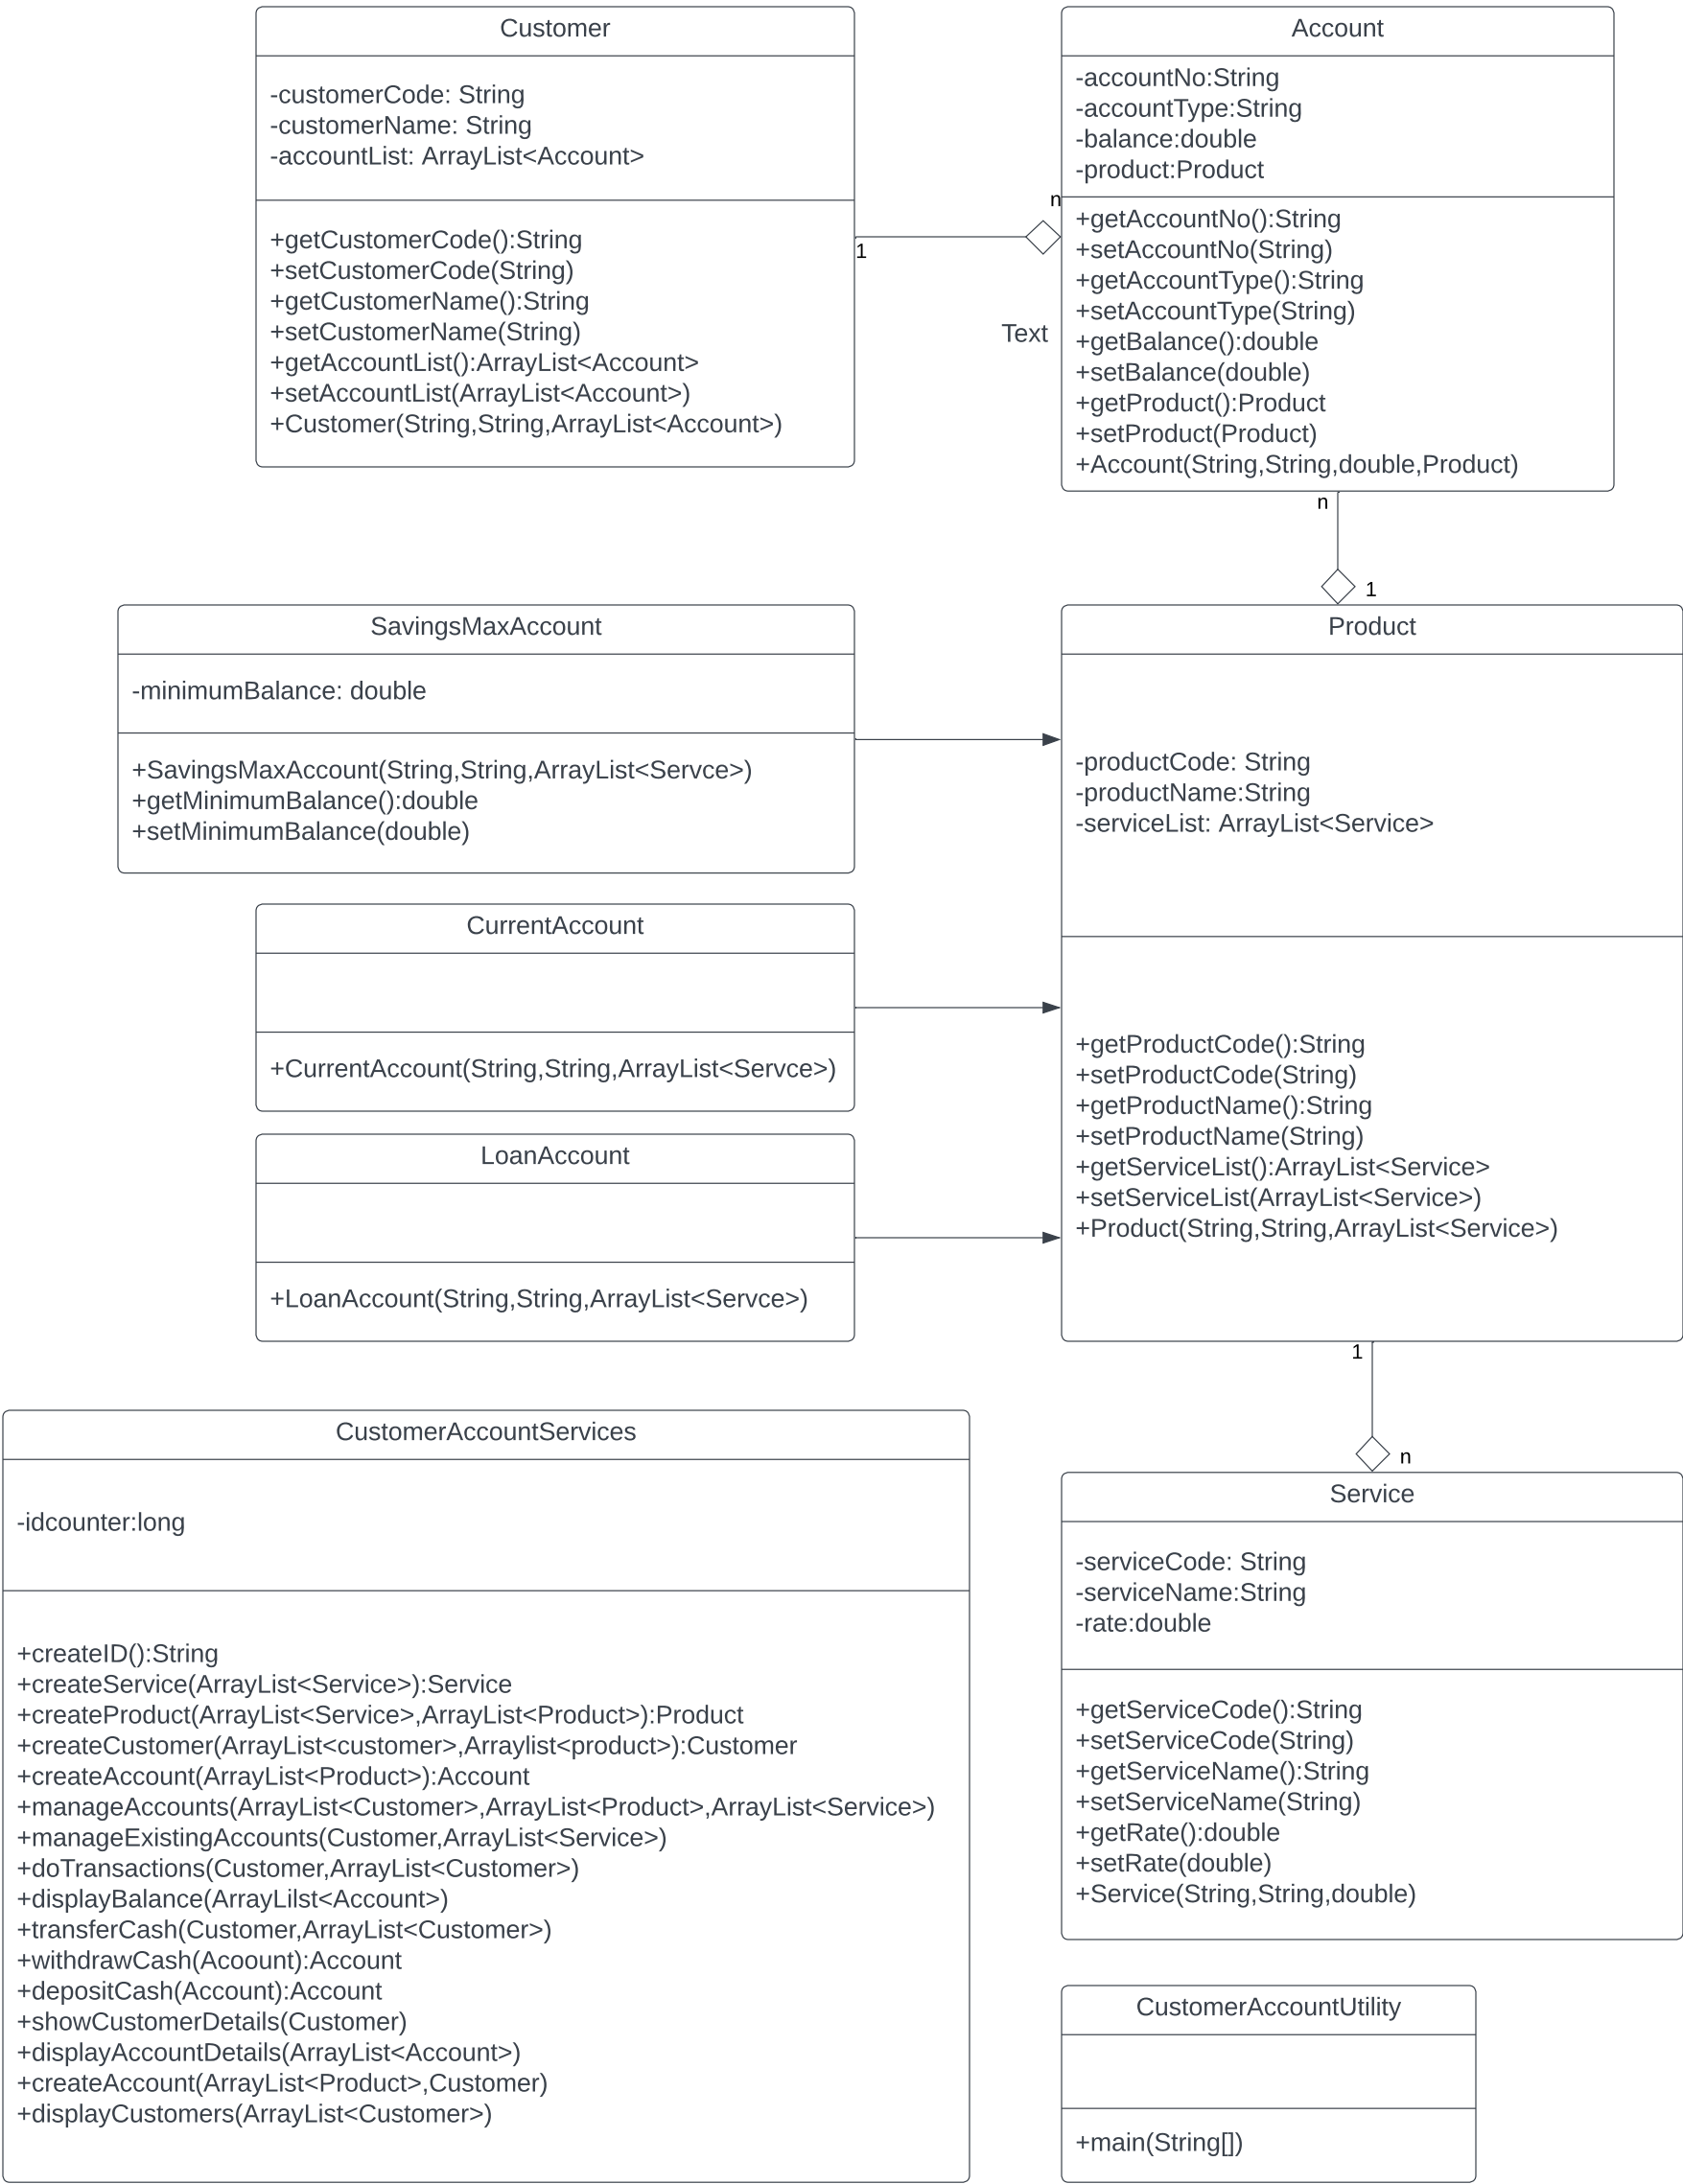 Customer
-customerCode: String
-customerName: String
-accountList: ArrayList<Account>
+getCustomerCode():String
+setCustomerCode(String)
+getCustomerName():String
+setCustomerName(String)
+getAccountList():ArrayList<Account>
+setAccountList(ArrayList<Account>)
+Customer(String,String,ArrayList<Account>)
1
n
Text
Account
-accountNo:String
-accountType:String
-balance:double
-product:Product
+getAccountNo():String
+setAccountNo(String)
+getAccountType():String
+setAccountType(String)
+getBalance():double
+setBalance(double)
+getProduct():Product
+setProduct(Product)
+Account(String,String,double,Product)
n
1
SavingsMaxAccount
-minimumBalance: double
+SavingsMaxAccount(String,String,ArrayList<Servce>)
+getMinimumBalance():double
+setMinimumBalance(double)
Product
-productCode: String
-productName:String
-serviceList: ArrayList<Service>
+getProductCode():String
+setProductCode(String)
+getProductName():String
+setProductName(String)
+getServiceList():ArrayList<Service>
+setServiceList(ArrayList<Service>)
+Product(String,String,ArrayList<Service>)
CurrentAccount
+CurrentAccount(String,String,ArrayList<Servce>)
LoanAccount
+LoanAccount(String,String,ArrayList<Servce>)
1
n
CustomerAccountServices
-idcounter:long
+createID():String
+createService(ArrayList<Service>):Service
+createProduct(ArrayList<Service>,ArrayList<Product>):Product
+createCustomer(ArrayList<customer>,Arraylist<product>):Customer
+createAccount(ArrayList<Product>):Account
+manageAccounts(ArrayList<Customer>,ArrayList<Product>,ArrayList<Service>)
+manageExistingAccounts(Customer,ArrayList<Service>)
+doTransactions(Customer,ArrayList<Customer>)
+displayBalance(ArrayLilst<Account>)
+transferCash(Customer,ArrayList<Customer>)
+withdrawCash(Acoount):Account
+depositCash(Account):Account
+showCustomerDetails(Customer)
+displayAccountDetails(ArrayList<Account>)
+createAccount(ArrayList<Product>,Customer)
+displayCustomers(ArrayList<Customer>)
Service
-serviceCode: String
-serviceName:String
-rate:double
+getServiceCode():String
+setServiceCode(String)
+getServiceName():String
+setServiceName(String)
+getRate():double
+setRate(double)
+Service(String,String,double)
CustomerAccountUtility
+main(String[])